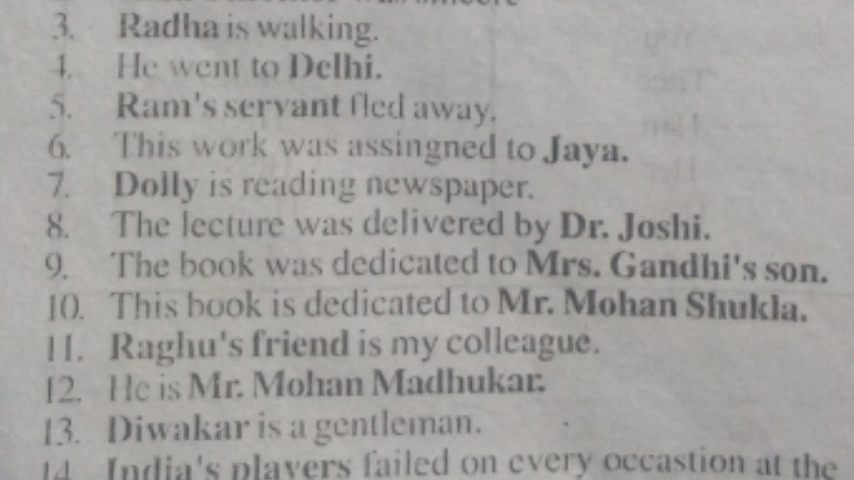 3. Radha is walking.
4. He went to Delhi.
5. Ram's servant fled away.
6. This work was assingned to Jaya.
7. Dolly is reading newspaper.
8. The lecture was delivered by Dr. Joshi.
9. The book was dedicated to Mrs. Gandhi's son.
10. This book is dedicated to Mr. Mohan Shukla.
11. Raghu's friend is my colleague.
12. He is Mr. Mohan Madhukar.
13. Diwakar is a gentleman.
14. India's players failed on every occastion at the